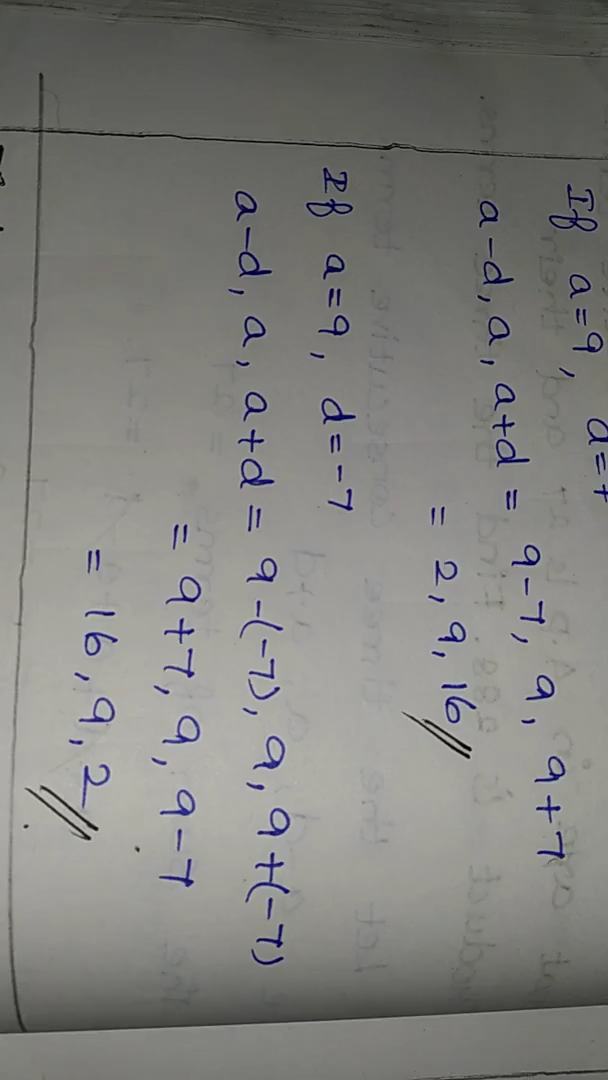 If a=9, d=7
a-d, a, a+d = 9-7, 9, 9+7
= 2, 9, 16
If a=9, d=-7
a-d, a, a+d = 9-(-7), 9, 9+(-7)
= 9+7, 9, 9-7
= 16, 9, 2